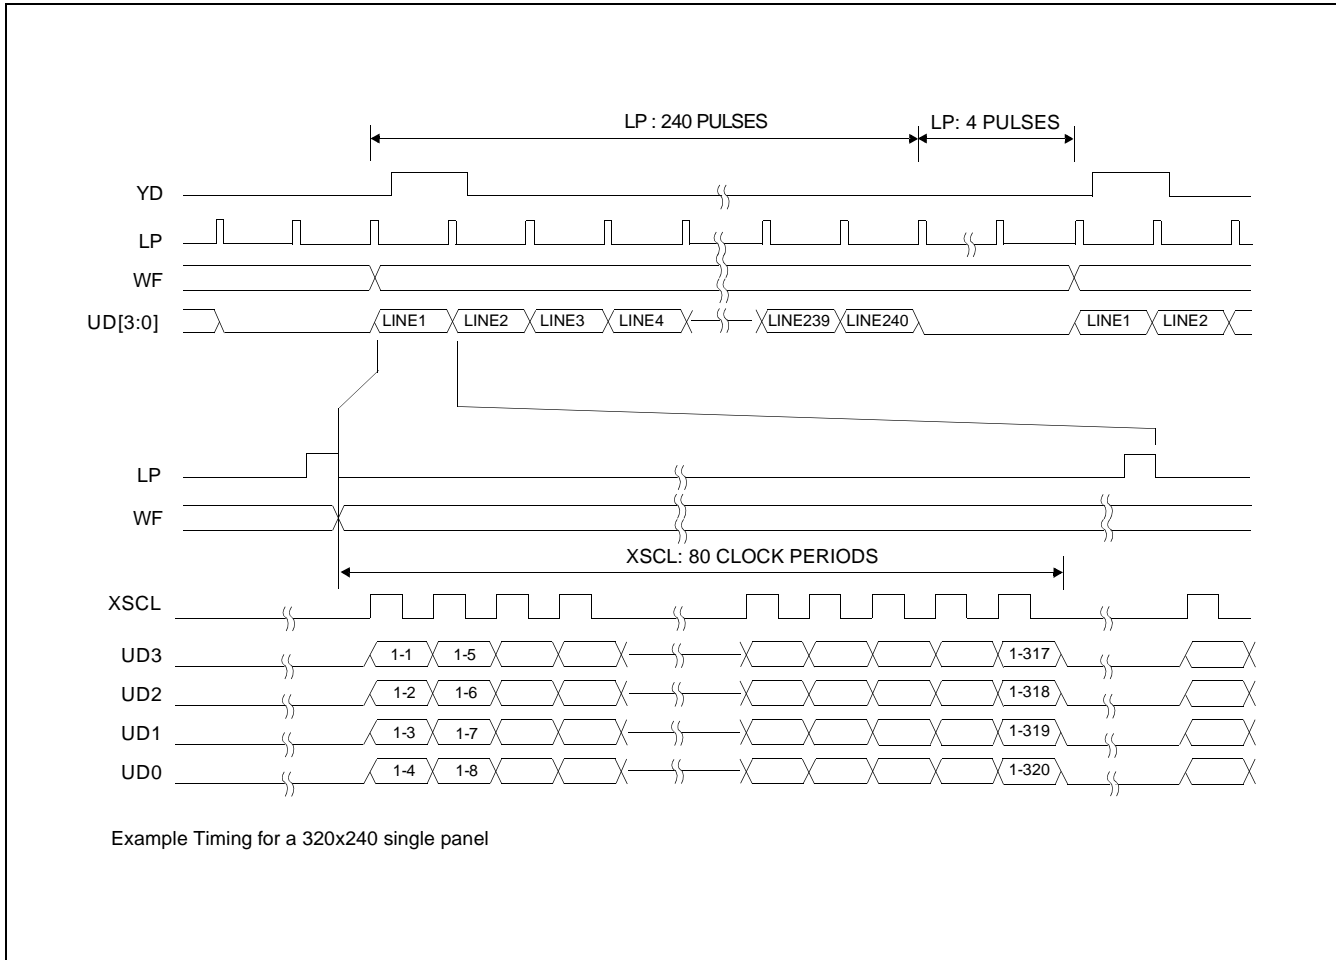 LP : 240 PULSES LP: 4 PULSES
YD
LP
WF
UD[3:0] LINE1 LINE2 LINE3 LINE4 LINE239 LINE240 LINE1 LINE2
LP
WF
XSCL: 80 CLOCK PERIODS
XSCL
UD3 1-1 1-5 1-317
UD2 1-2 1-6 1-318
UD1 1-3 1-7 1-319
UD0 1-4 1-8 1-320
Example Timing for a 320x240 single panel